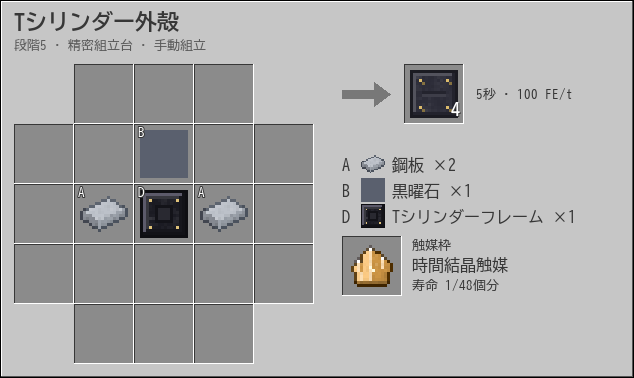 Tシリンダー外殻
段階5 · 精密組立台 · 手動組立
4
5秒 · 100 FE/t
B
A
D
A
A 鋼板 ×2
B 黒曜石 ×1
D Tシリンダーフレーム ×1
触媒枠
時間結晶触媒
寿命 1/48個分